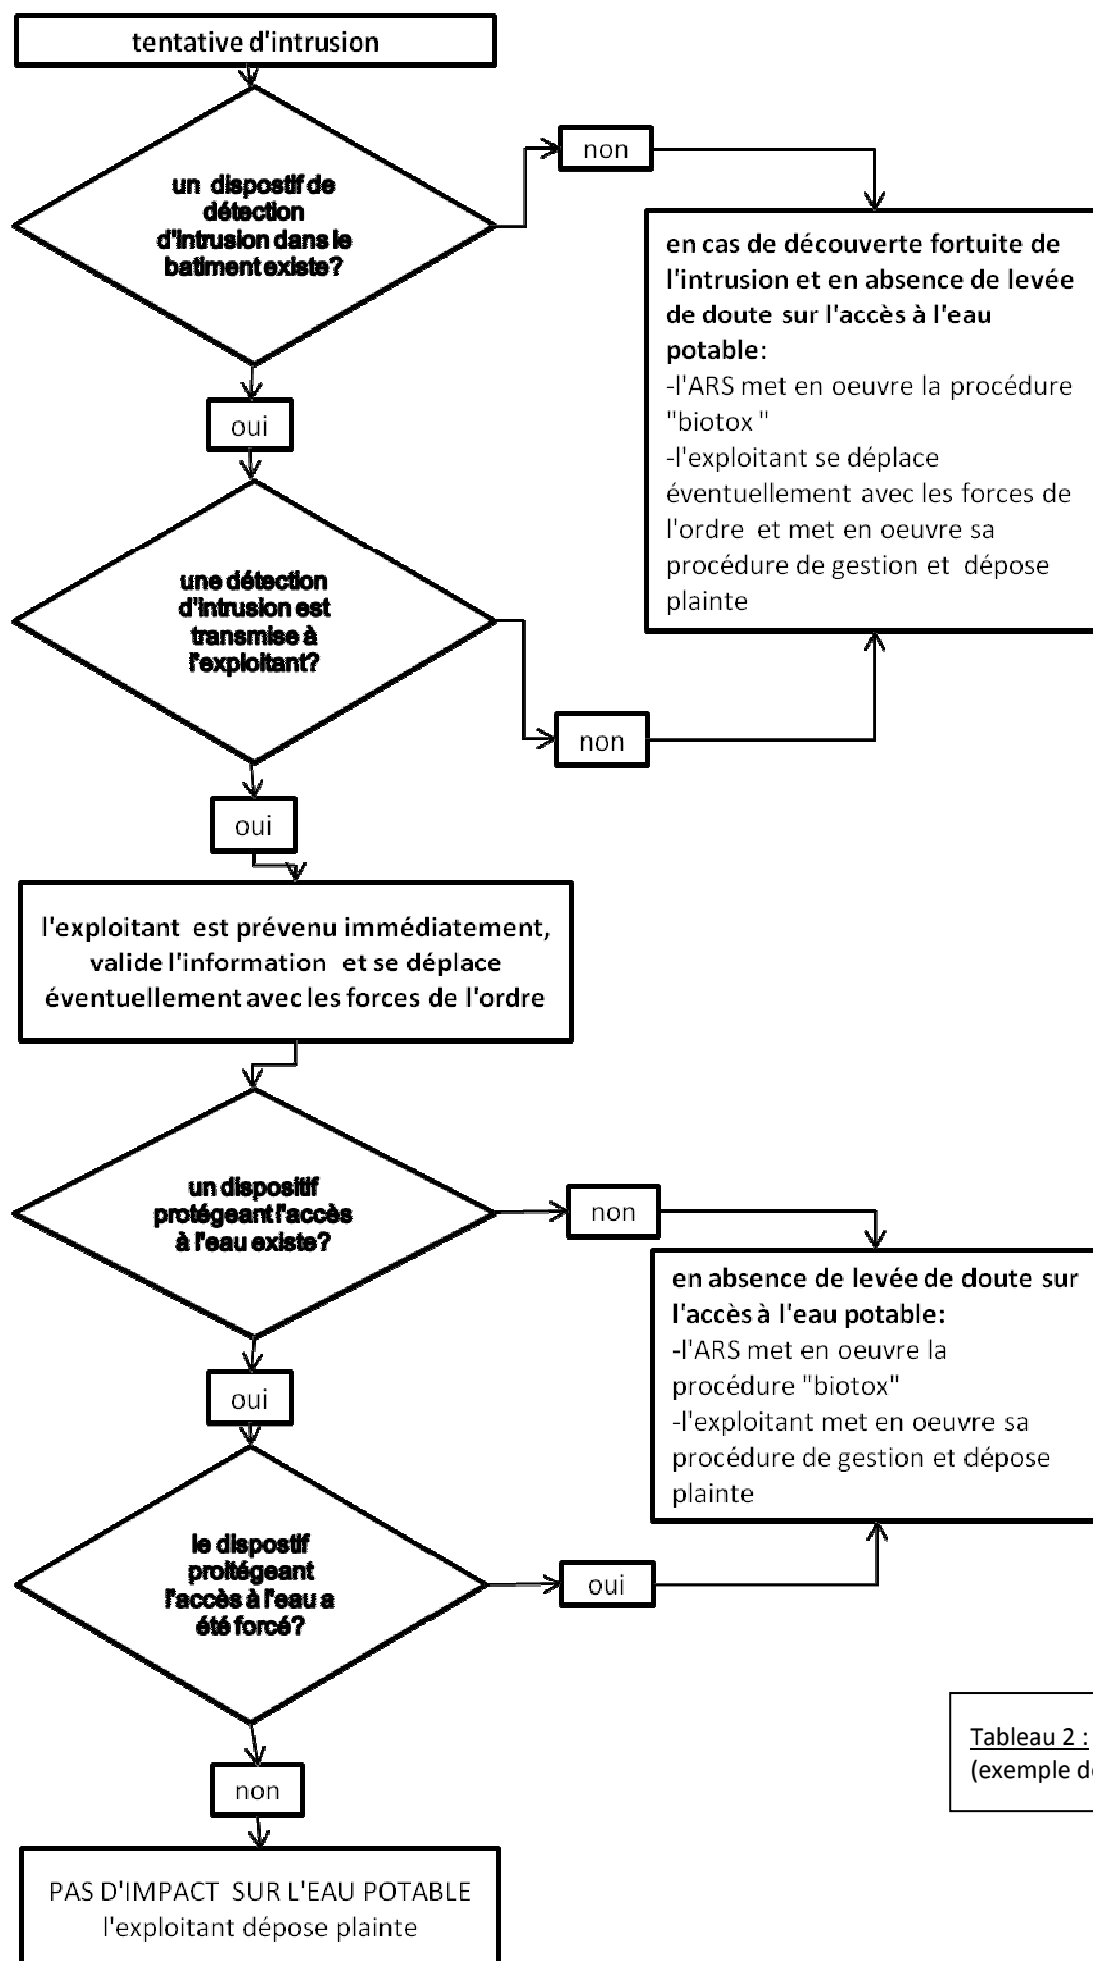 tentative d'intrusion
un dispostif de
détection
d'intrusion dans le
batiment existe?
non
en cas de découverte fortuite de
l'intrusion et en absence de levée
de doute sur l'accès à l'eau
potable:
-l'ARS met en oeuvre la procédure
"biotox "
-l'exploitant se déplace
éventuellement avec les forces de
l'ordre et met en oeuvre sa
procédure de gestion et dépose
plainte
oui
une détection
d'intrusion est
transmise à
l'exploitant?
non
oui
l'exploitant est prévenu immédiatement,
valide l'information et se déplace
éventuellement avec les forces de l'ordre
un dispositif
protégeant l'accès
à l'eau existe?
non
en absence de levée de doute sur
l'accès à l'eau potable:
-l'ARS met en oeuvre la
procédure "biotox"
-l'exploitant met en oeuvre sa
procédure de gestion et dépose
plainte
oui
le dispostif
proitégeant
l'accès à l'eau a
été forcé?
oui
non
Tableau 2 :
(exemple
PAS D'IMPACT SUR L'EAU POTABLE
l'exploitant dépose plainte